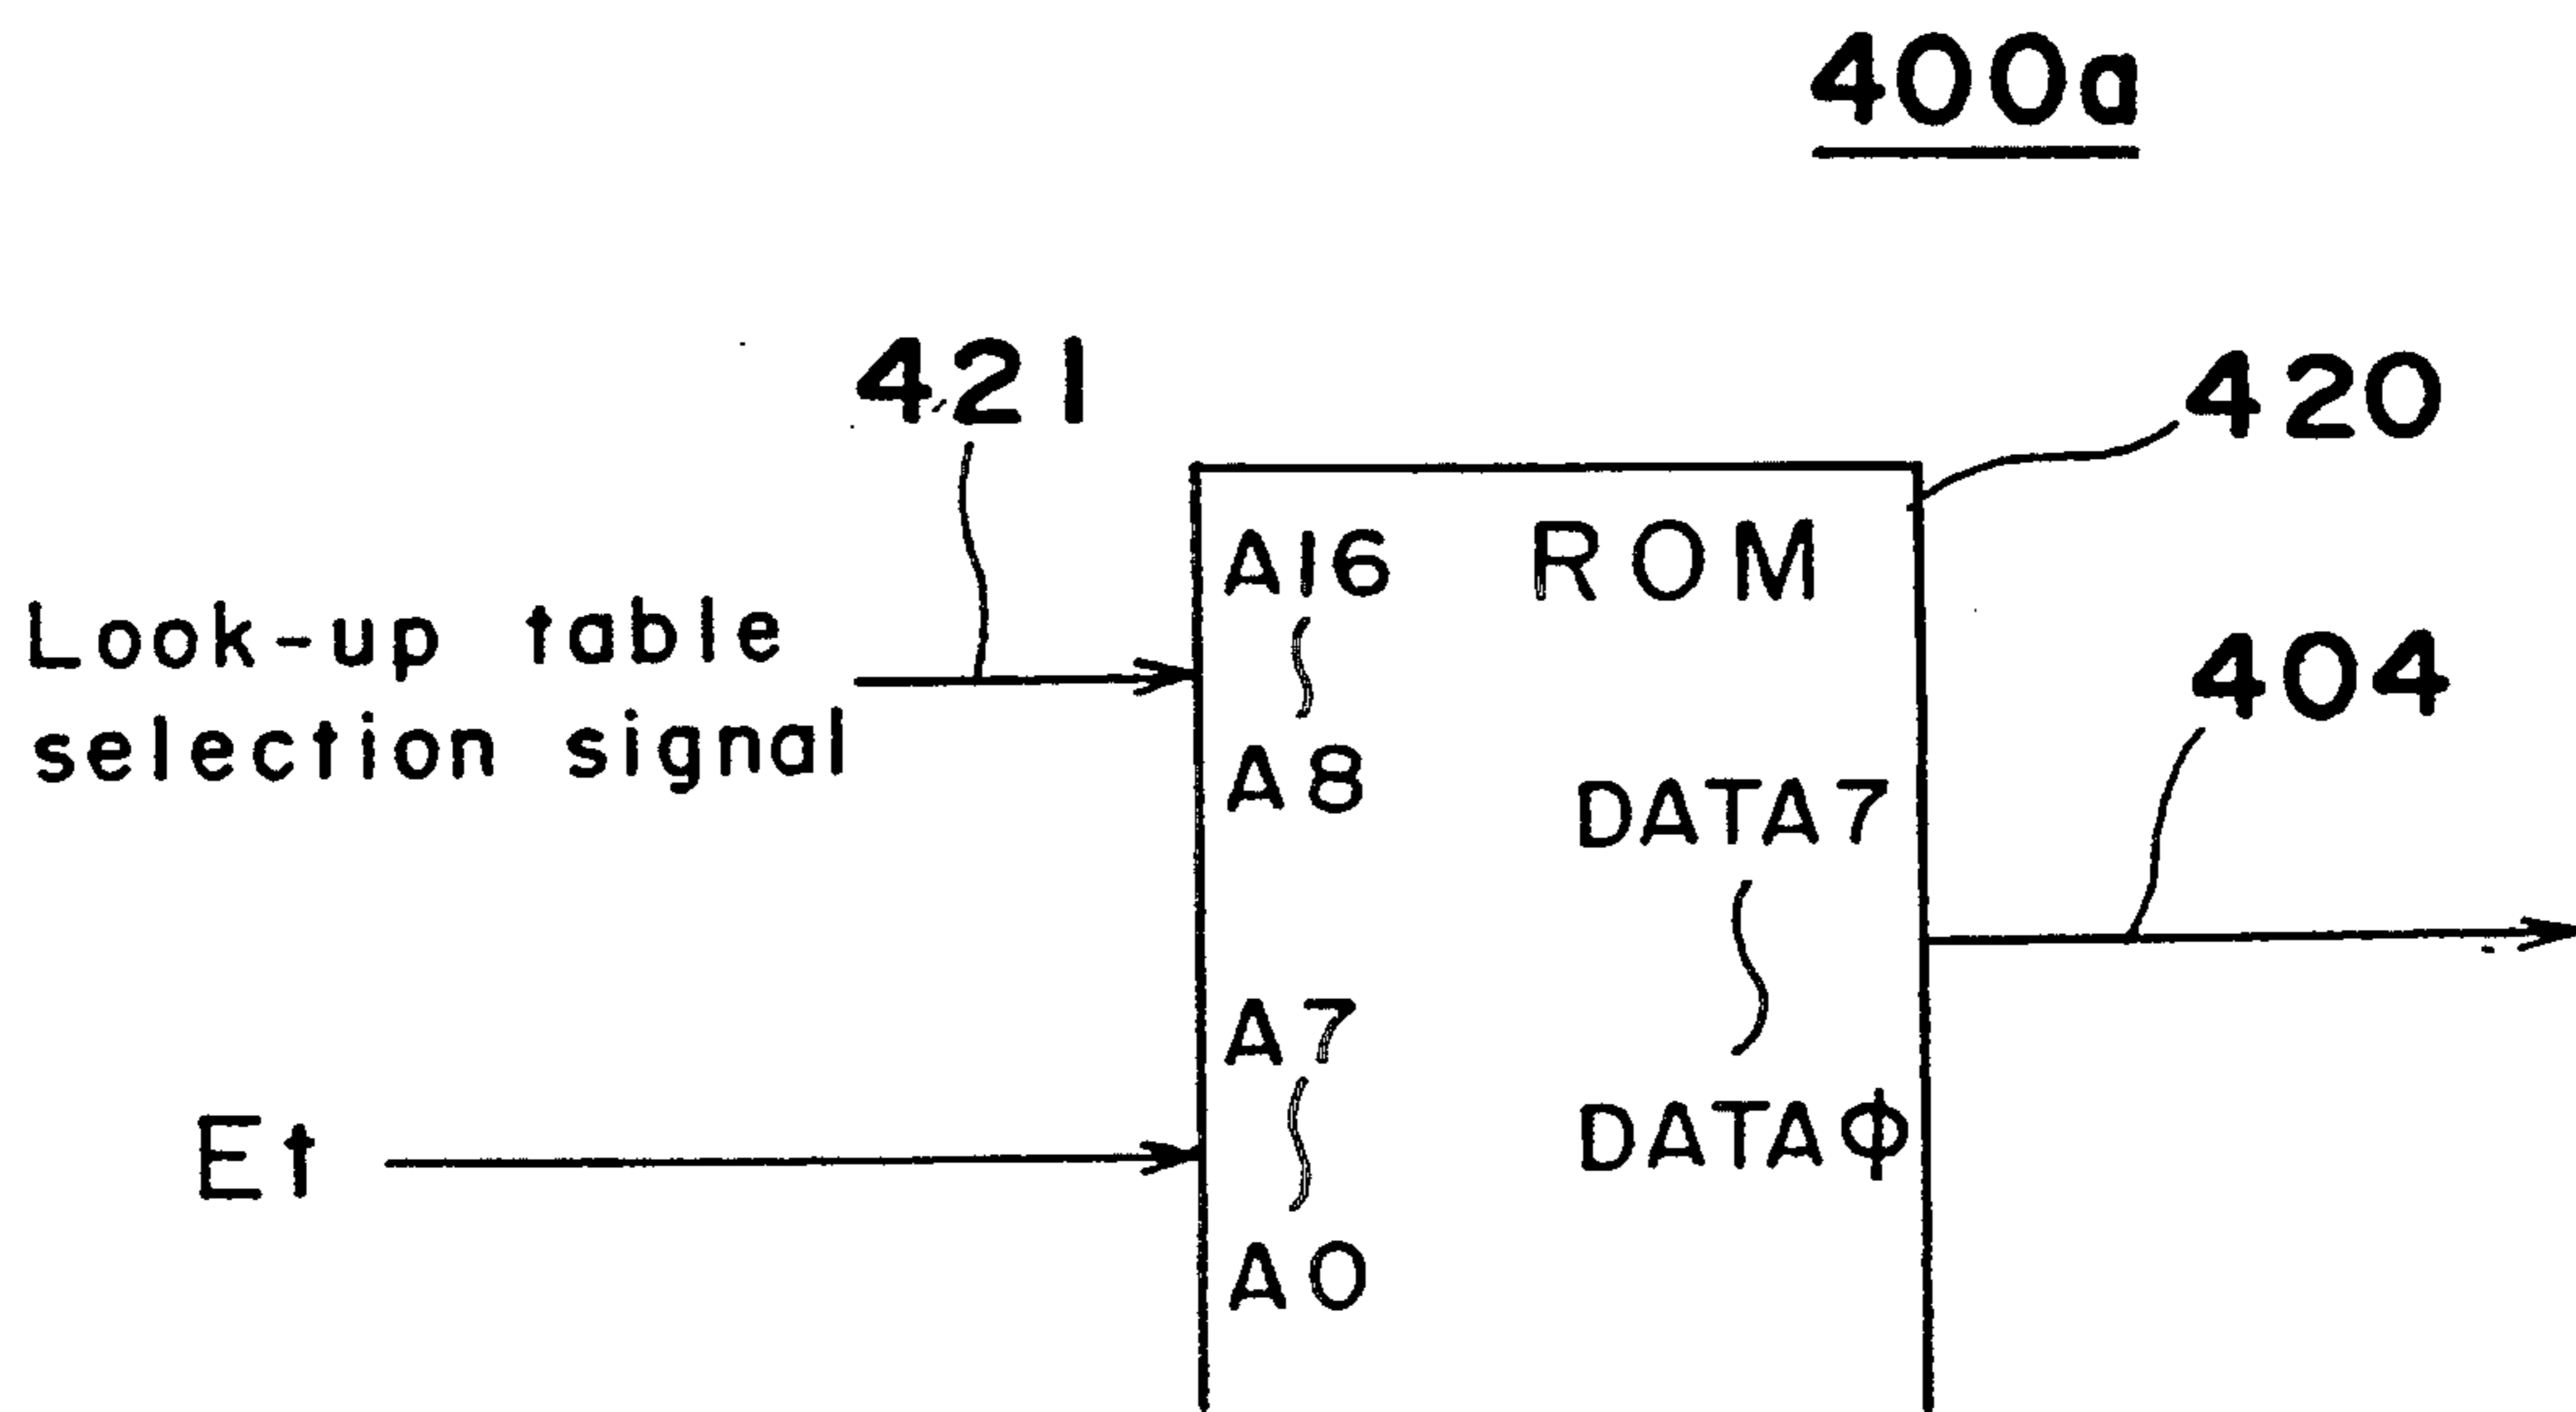 400a
421
420
A16 ROM
Look-up table
selection signal
404
A8
DATA7
A7
Et
DATAΦ
A0